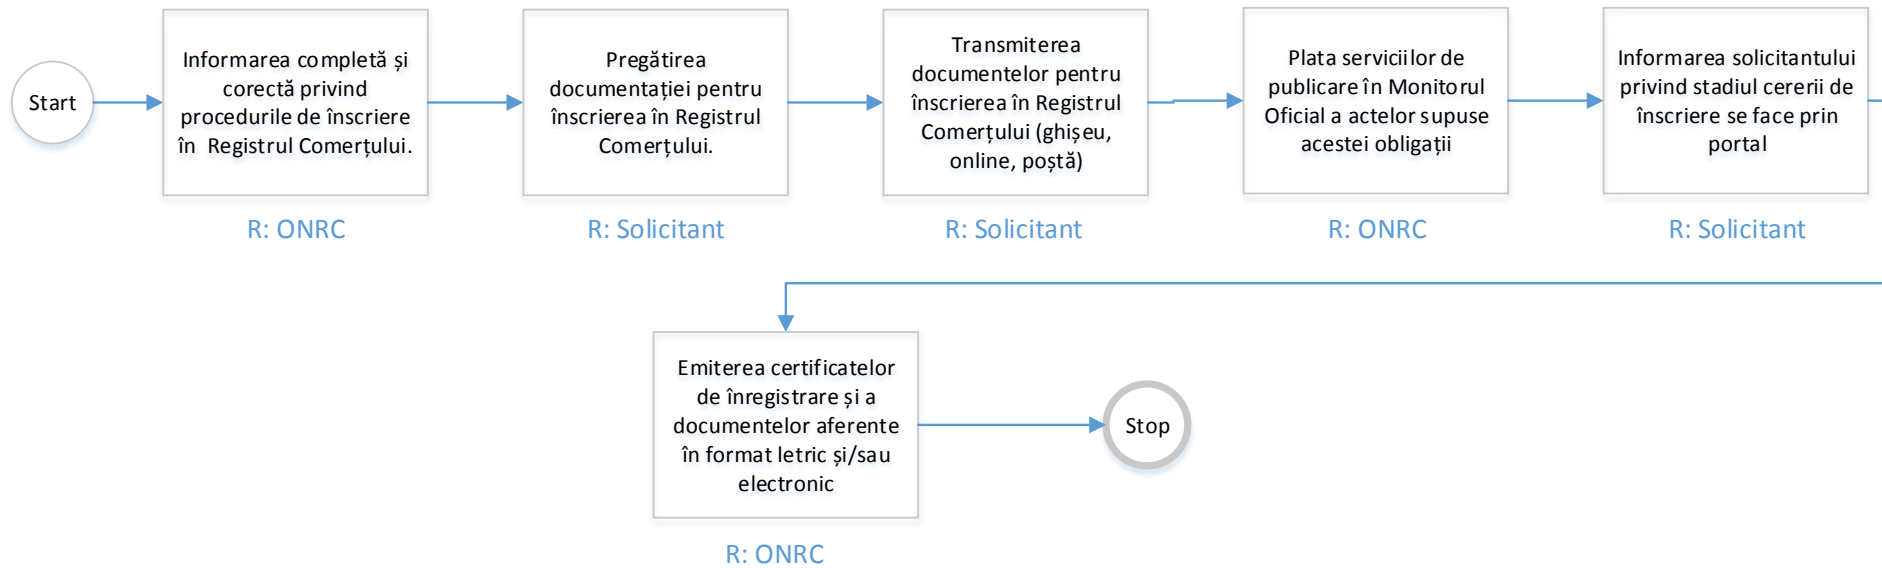 Start
Informarea completă și
corectă privind
procedurile de înscriere
în Registrul Comerțului.
R: ONRC
Pregătirea
documentației pentru
înscrierea în Registrul
Comerțului.
R: Solicitant
Transmiterea
documentelor pentru
înscrierea în Registrul
Comerțului (ghișeu,
online, poștă)
R: Solicitant
Plata serviciilor de
publicare în Monitorul
Oficial a actelor supuse
acestei obligații
R: ONRC
Informarea solicitantului
privind stadiul cererii de
înscriere se face prin
portal
R: Solicitant
Emiterea certificatelor
de înregistrare și a
documentelor aferente
în format letric și/sau
electronic
R: ONRC
Stop